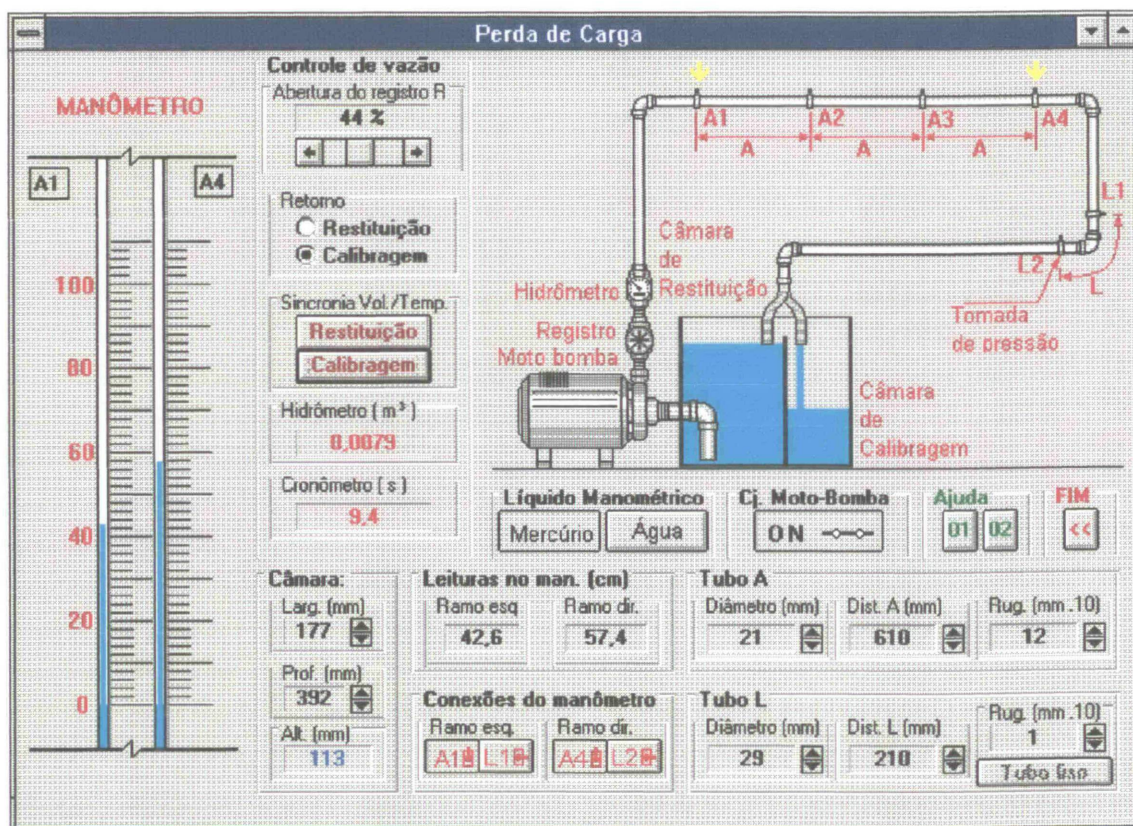 Perda de Carga
MANÔMETRO
A1
A4
100
80
60
40
20
0
Controle de vazão
Abertura do registro R
44 %
Retorno
Restituição
Calibragem
Sincronia Vol./Temp.
Restituição
Calibragem
Hidrômetro ( m³ )
0,0079
Cronômetro ( s )
9,4
A1
A2
A3
A4
A
A
A
L1
L2
L
Câmara
de
Restituição
Hidrômetro
Registro
Moto bomba
Tomada
de pressão
Câmara
de
Calibragem
Líquido Manométrico
Mercúrio
Água
Cj. Moto-Bomba
ON
Ajuda
01
02
FIM
<<
Câmara:
Larg. (mm)
177
Prof. (mm)
392
Alt. (mm)
113
Leituras no man. (cm)
Ramo esq
Ramo dir.
42,6
57,4
Conexões do manômetro
Ramo esq.
Ramo dir.
A1
L1
A4
L2
Tubo A
Diâmetro (mm)
Dist. A (mm)
Rug. (mm .10)
21
610
12
Tubo L
Diâmetro (mm)
Dist. L (mm)
Rug. (mm .10)
29
210
1
Tubo liso